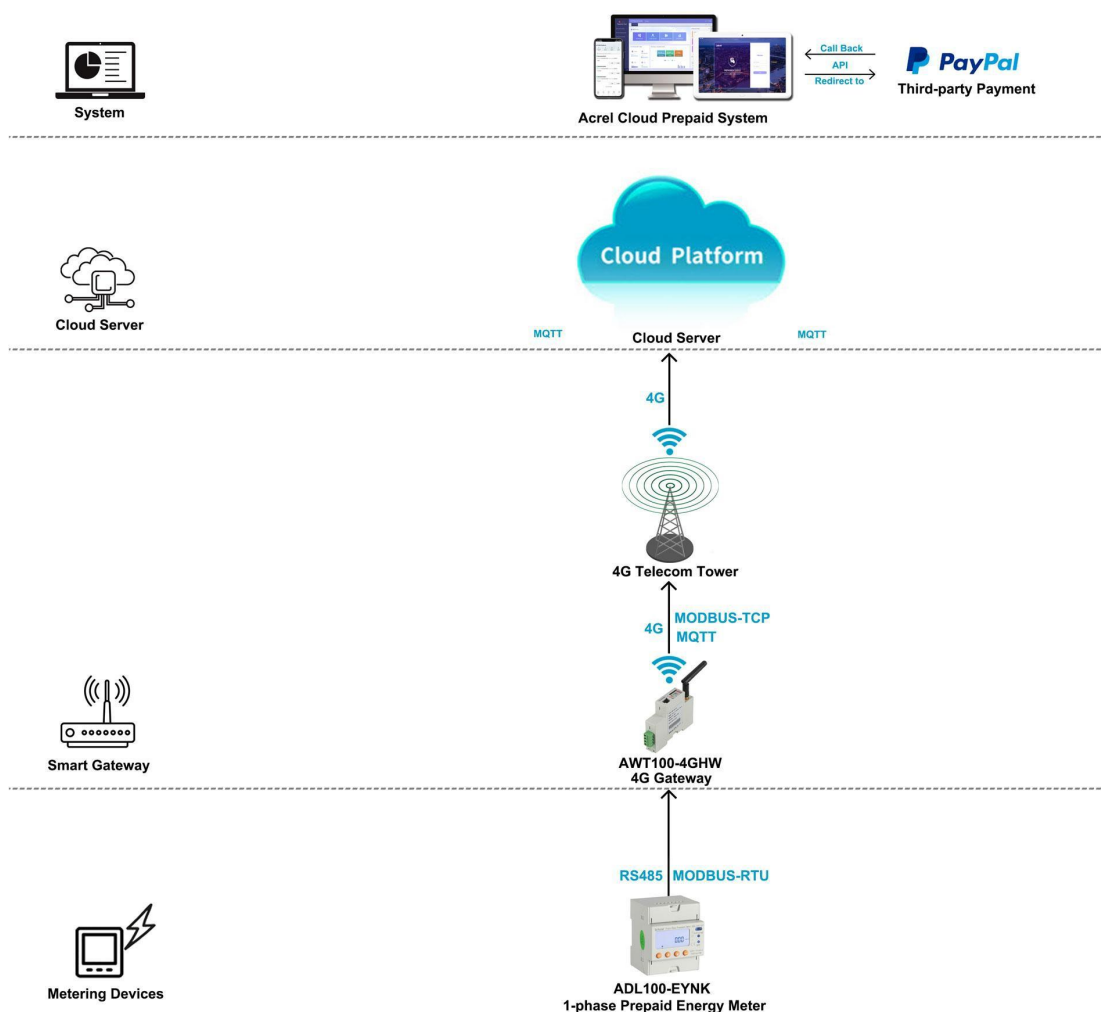 Call Back
API
Redirect to
PayPal
Third-party Payment
System
Acrel Cloud Prepaid System
Cloud Platform
Cloud Server
MQTT
Cloud Server
MQTT
4G
4G Telecom Tower
4G
MODBUS-TCP
MQTT
Smart Gateway
AWT100-4GHW
4G Gateway
RS485
MODBUS-RTU
Metering Devices
ADL100-EYNK
1-phase Prepaid Energy Meter